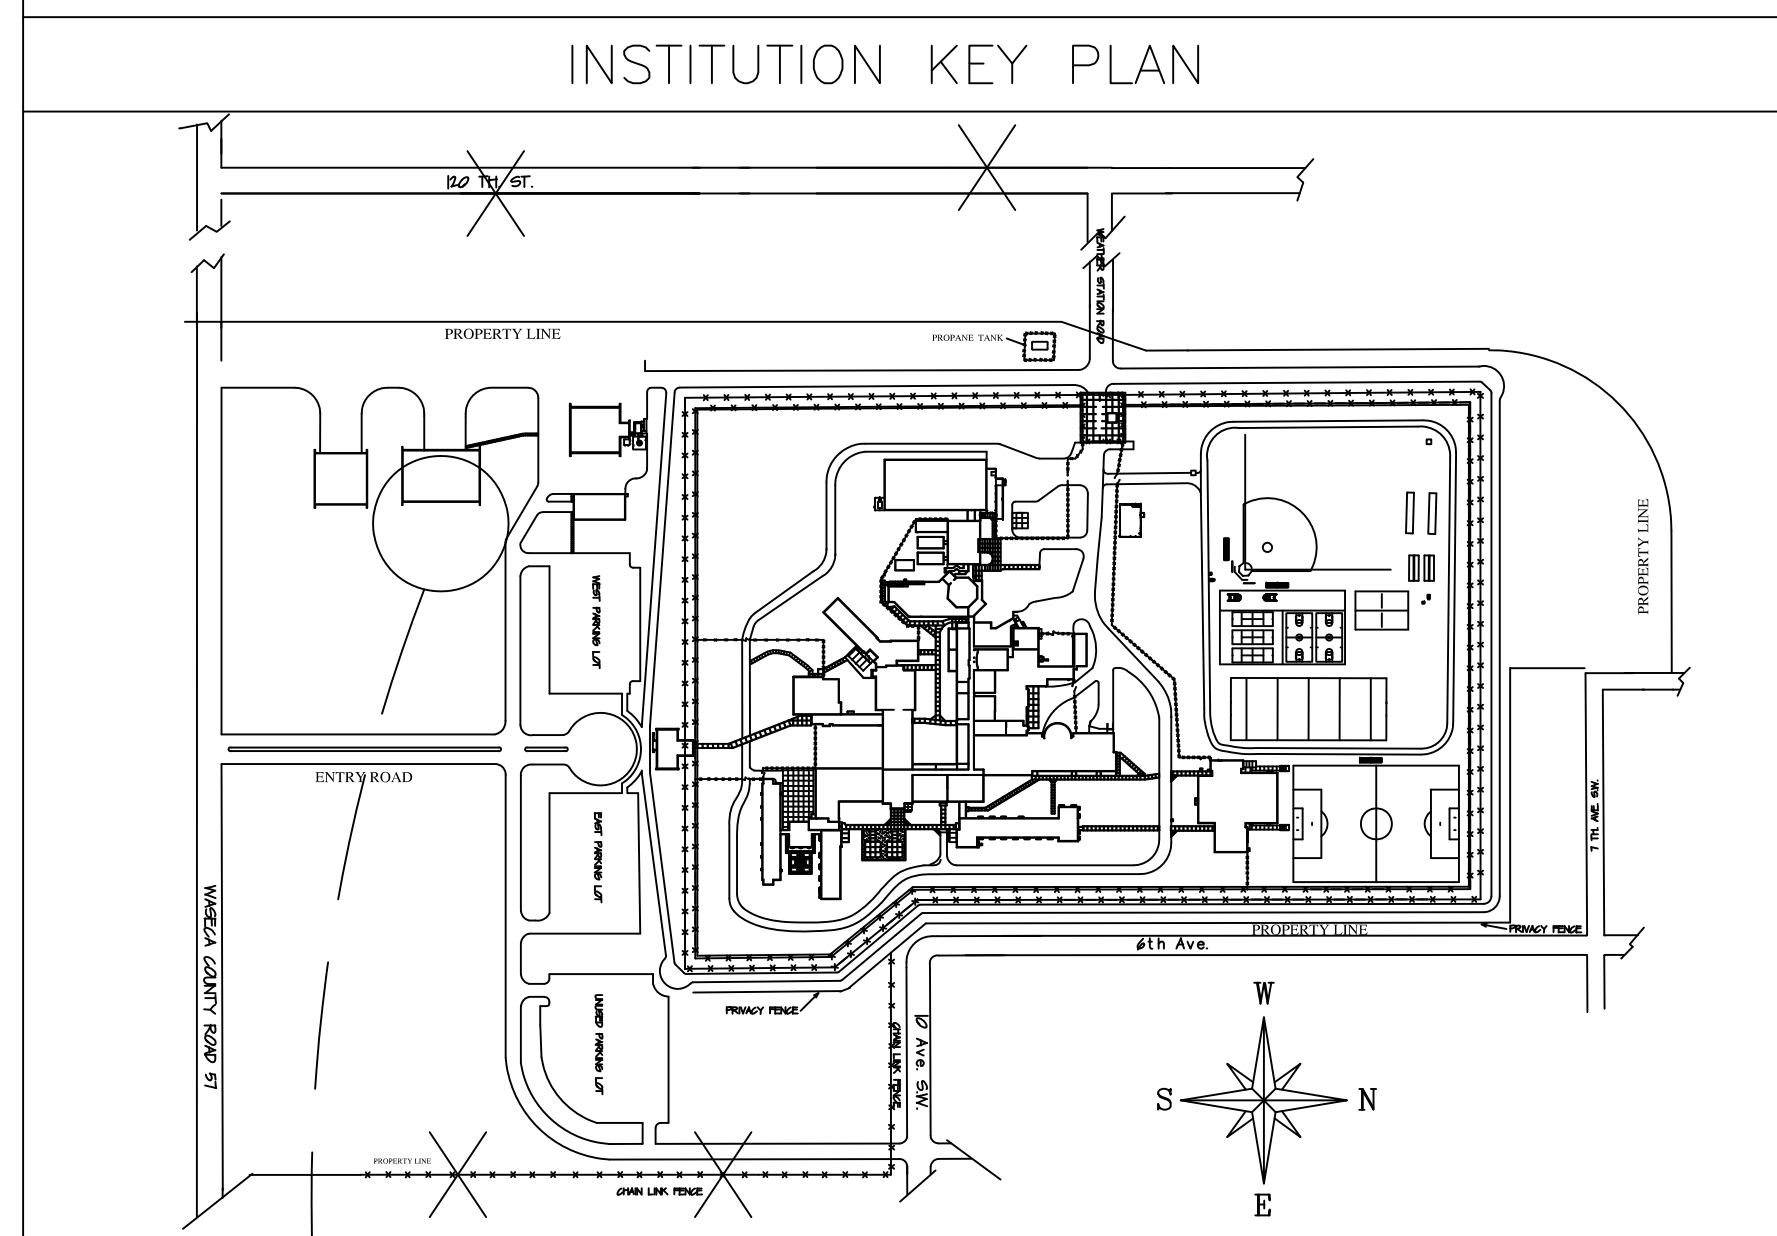 INSTITUTION KEY PLAN
120 TH. ST.
WEATHER STATION ROAD
PROPERTY LINE
PROPANE TANK
PROPERTY LINE
WEST PARKING LOT
ENTRY ROAD
EAST PARKING LOT
7 TH. AVE S.W.
WASECA COUNTY ROAD 57
PROPERTY LINE
PRIVACY FENCE
6th Ave.
UNUSED PARKING LOT
PRIVACY FENCE
CHAIN LINK FENCE
10 Ave. S.W.
W
S
N
E
PROPERTY LINE
CHAIN LINK FENCE